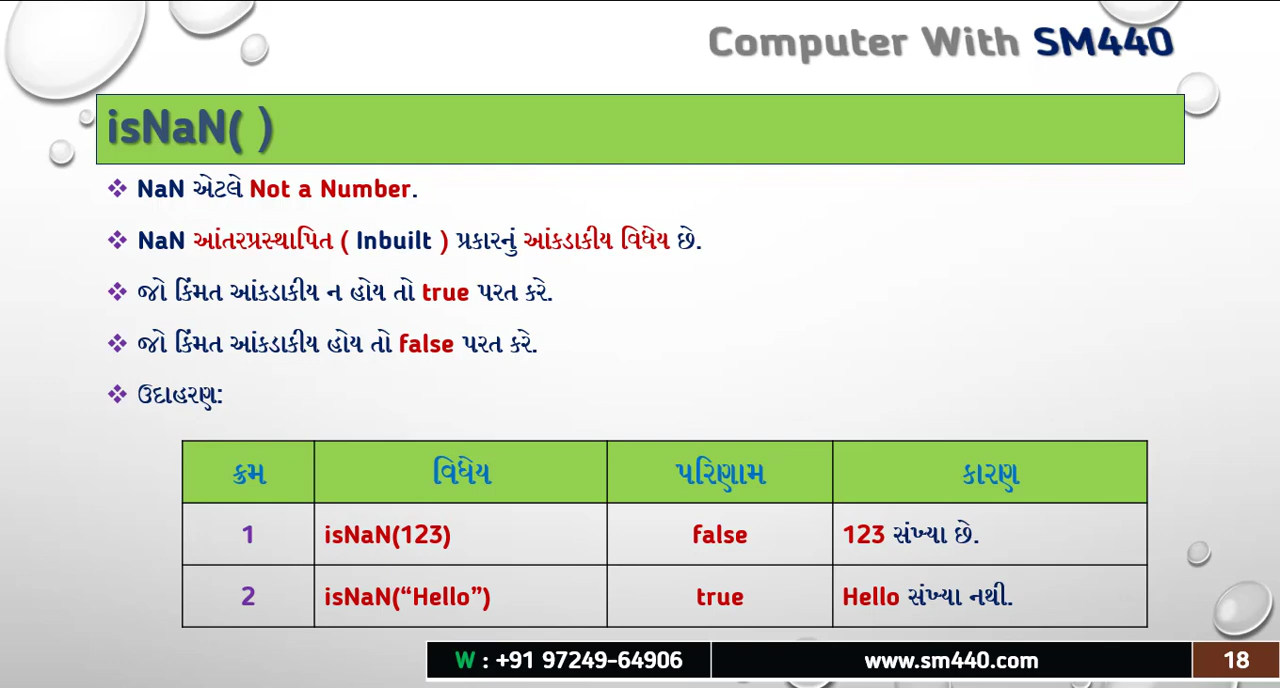 Computer With SM440
isNaN( )
❖ NaN એટલે Not a Number.
❖ NaN આંતરપ્રસ્થાપિત ( Inbuilt ) પ્રકારનું આંકડાકીય વિધેય છે.
❖ જો કિંમત આંકડાકીય ન હોય તો true પરત કરે.
❖ જો કિંમત આંકડાકીય હોય તો false પરત કરે.
❖ ઉદાહરણ:
ક્રમ વિધેય પરિણામ કારણ
1 isNaN(123) false 123 સંખ્યા છે.
2 isNaN(“Hello”) true Hello સંખ્યા નથી.
W : +91 97249-64906 www.sm440.com 18